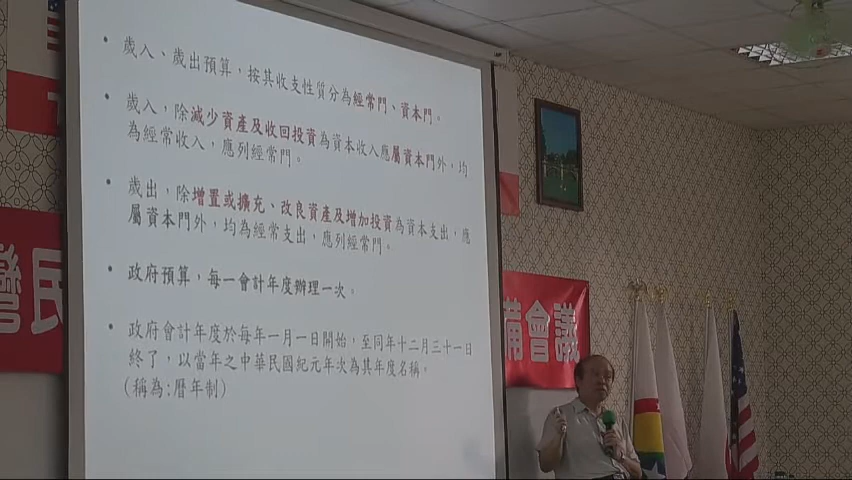 • 歲入、歲出預算，按其收支性質分為經常門、資本門。
• 歲入，除減少資產及收回投資為資本收入應屬資本門外，均
為經常收入，應列經常門。
• 歲出，除增置或擴充、改良資產及增加投資為資本支出，應
屬資本門外，均為經常支出，應列經常門。
• 政府預算，每一會計年度辦理一次。
• 政府會計年度於每年一月一日開始，至同年十二月三十一日
終了，以當年之中華民國紀元年次為其年度名稱。
(稱為:曆年制)
灣民
備會議